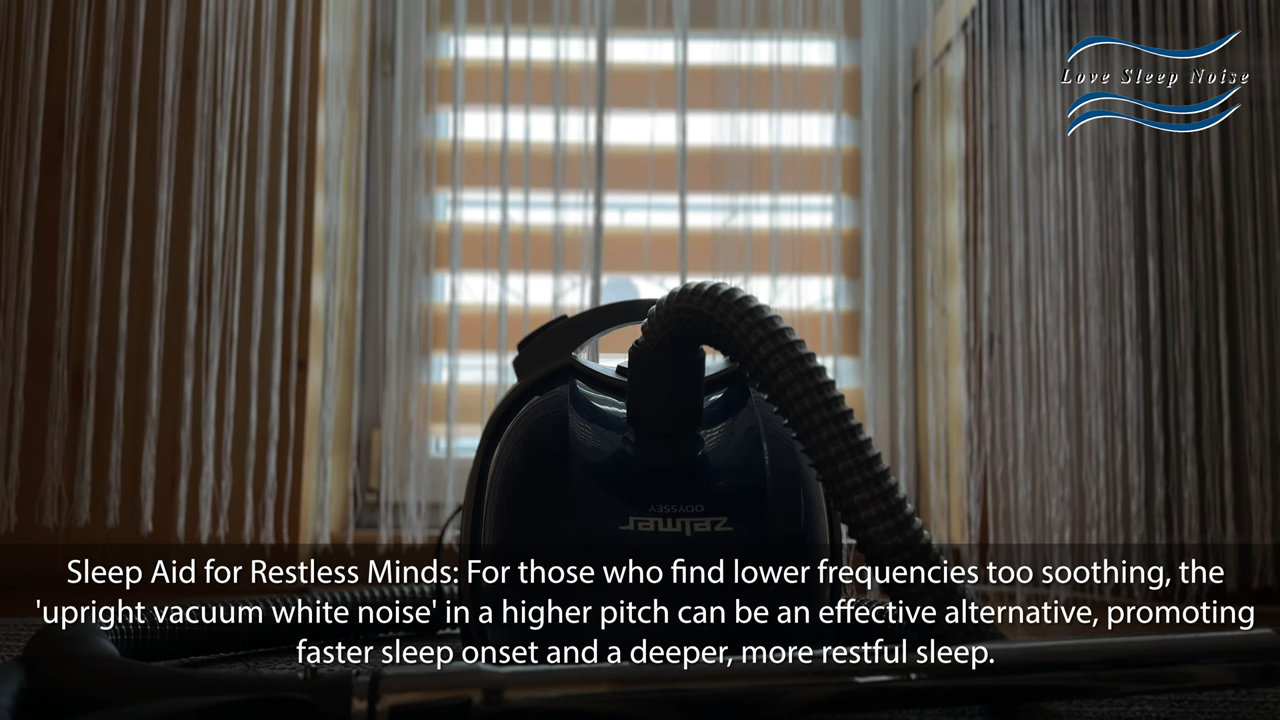 Love Sleep Noise
ODYSSEY
zelmer
Sleep Aid for Restless Minds: For those who find lower frequencies too soothing, the
'upright vacuum white noise' in a higher pitch can be an effective alternative, promoting
faster sleep onset and a deeper, more restful sleep.